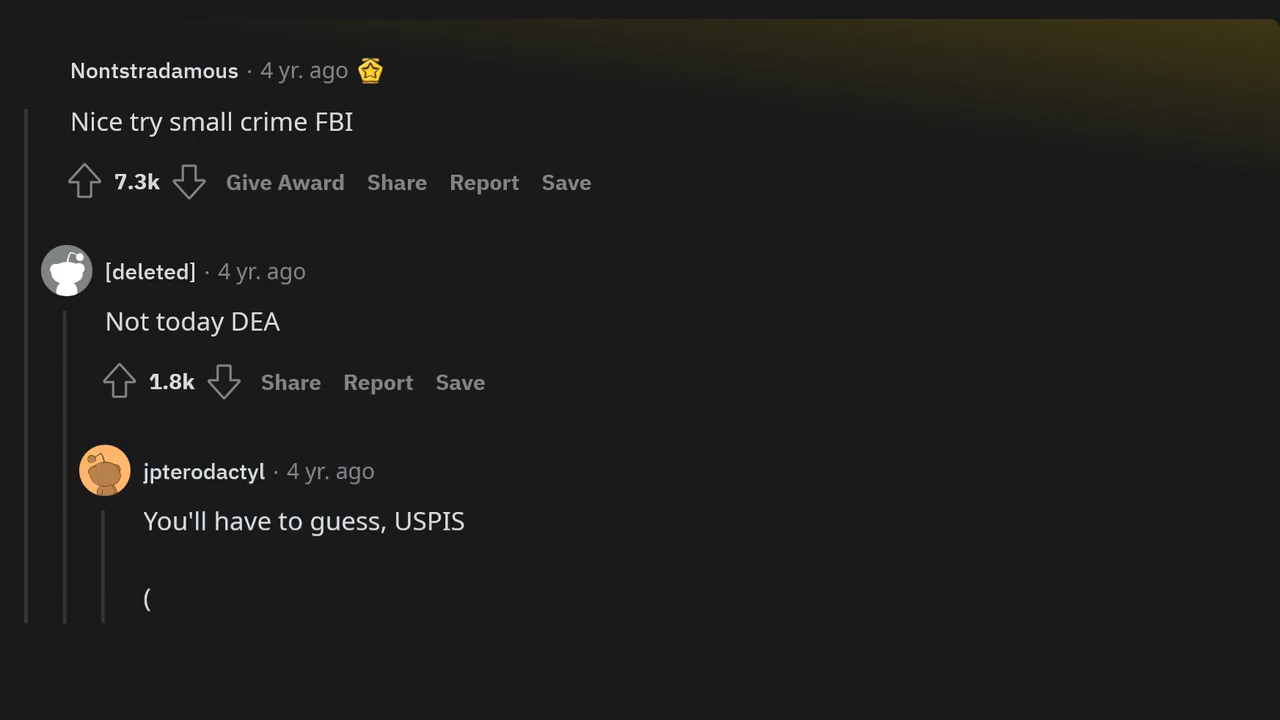 Nontstradamous · 4 yr. ago
Nice try small crime FBI
7.3k Give Award Share Report Save
[deleted] · 4 yr. ago
Not today DEA
1.8k Share Report Save
jpterodactyl · 4 yr. ago
You'll have to guess, USPIS
(